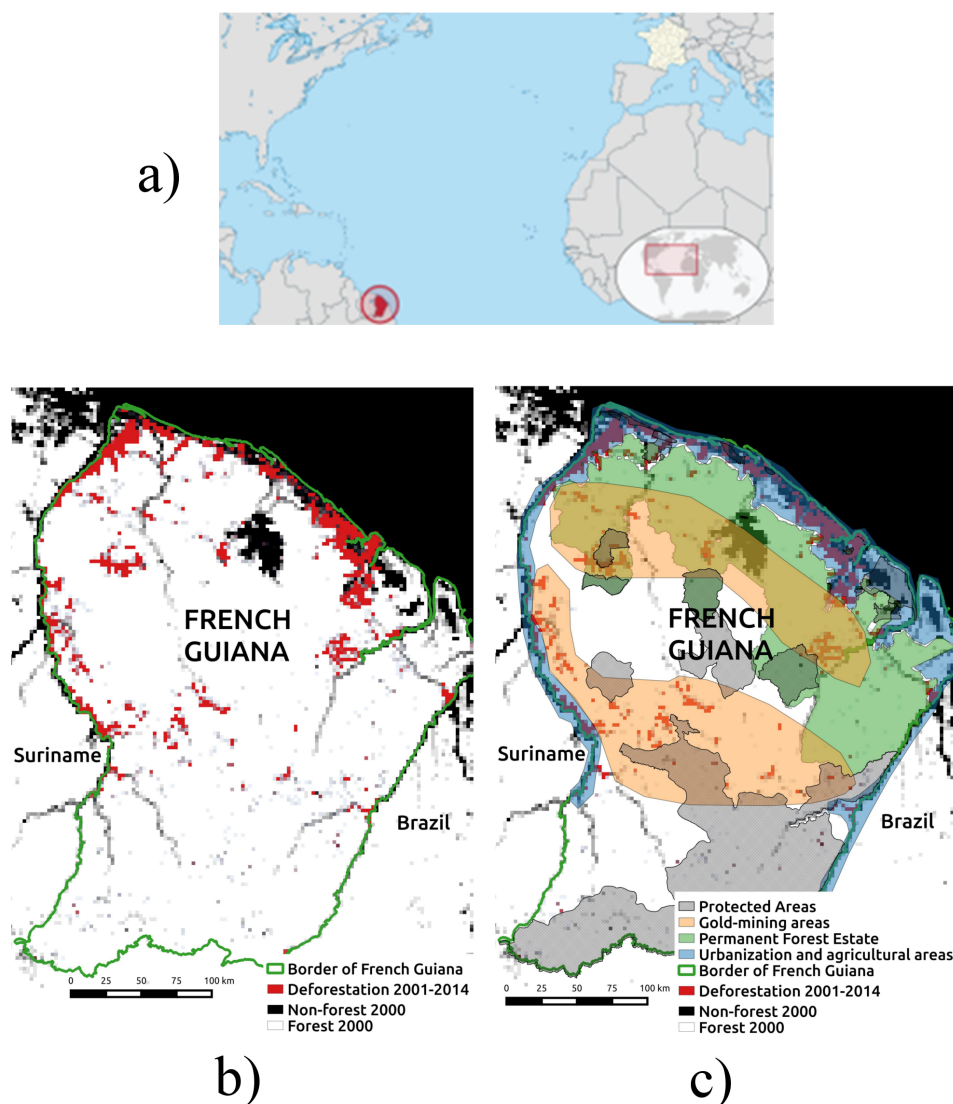 a)
FRENCH
GUIANA
Suriname
Brazil
0 25 50 75 100 km
Border of French Guiana
Deforestation 2001-2014
Non-forest 2000
Forest 2000
b)
FRENCH
GUIANA
Suriname
Brazil
Protected Areas
Gold-mining areas
Permanent Forest Estate
Urbanization and agricultural areas
Border of French Guiana
0 25 50 75 100 km
Deforestation 2001-2014
Non-forest 2000
Forest 2000
c)